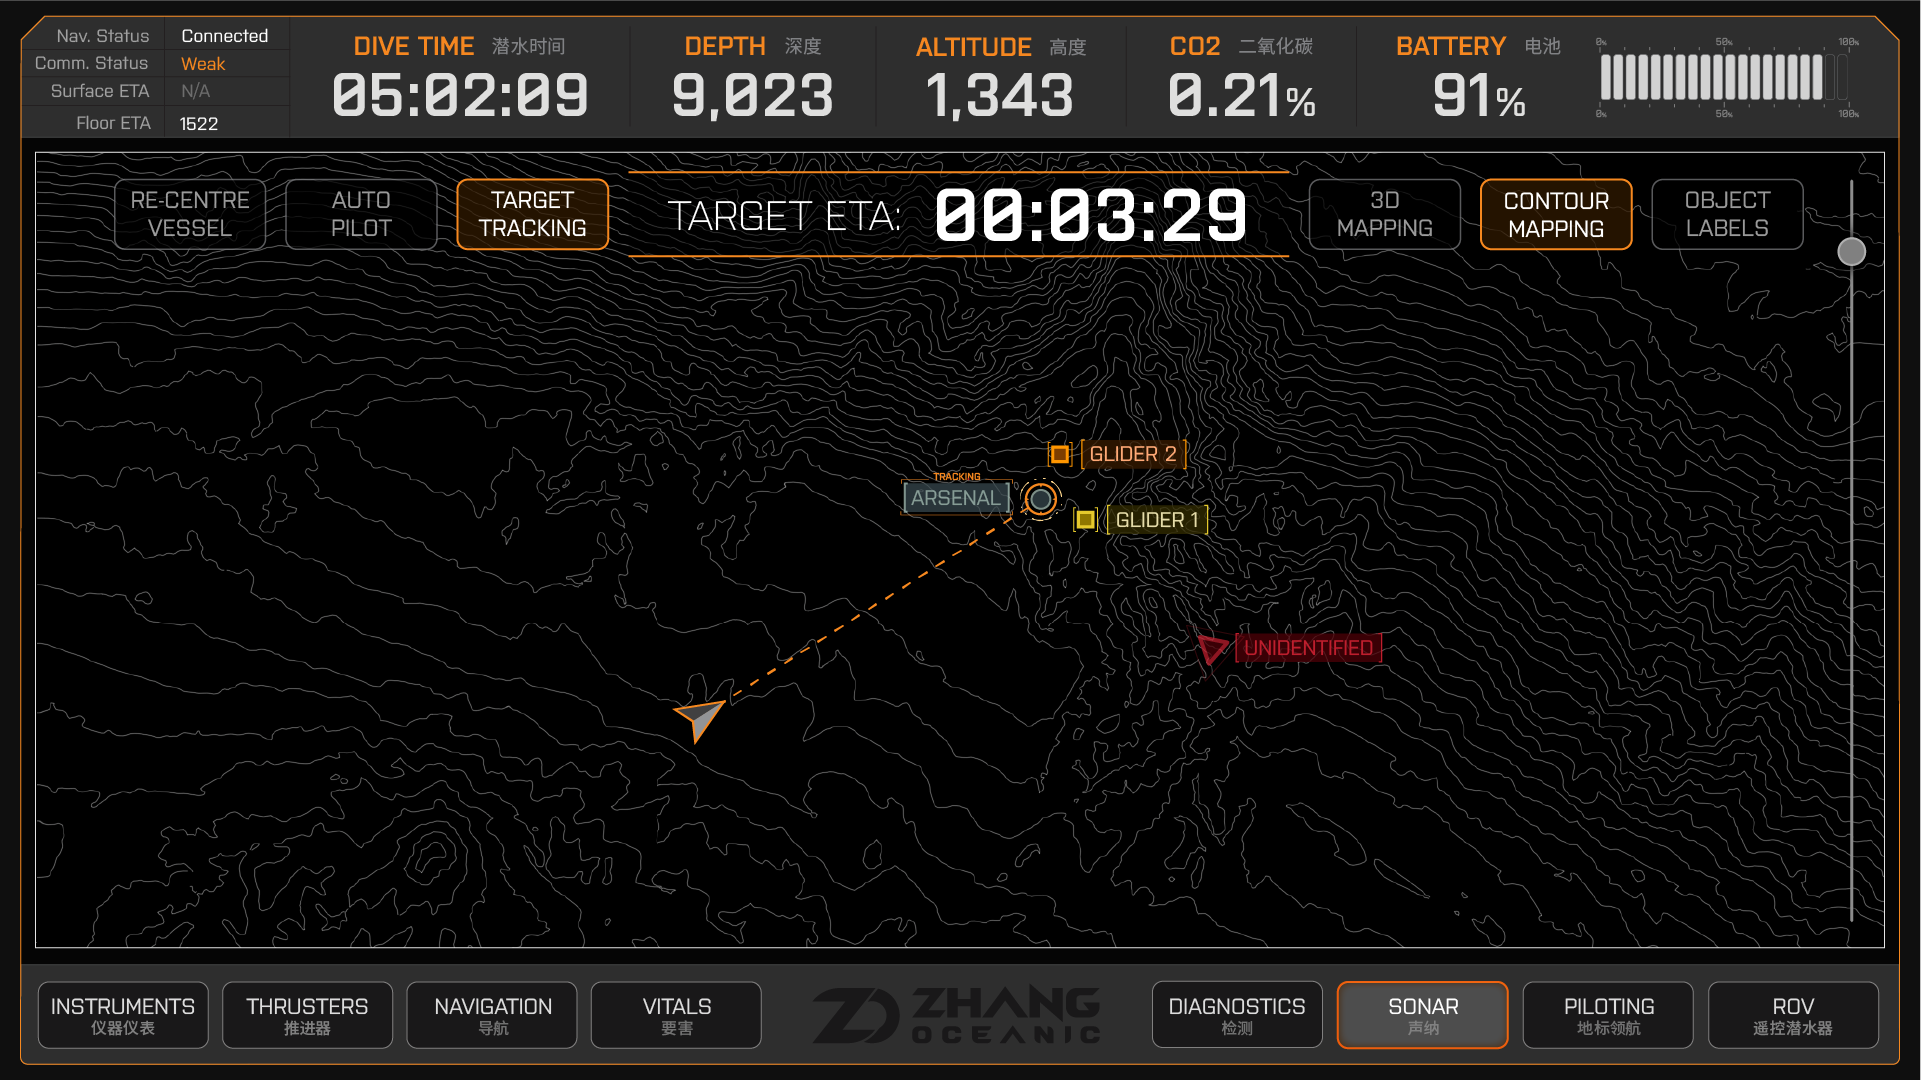 Nav. Status Connected
Comm. Status Weak
Surface ETA N/A
Floor ETA 1522
DIVE TIME 潜水时间
05:02:09
DEPTH 深度
9,023
ALTITUDE 高度
1,343
CO2 二氧化碳
0.21%
BATTERY 电池
91%
0% 50% 100%
0% 50% 100%
RE-CENTRE
VESSEL
AUTO
PILOT
TARGET
TRACKING
TARGET ETA: 00:03:29
3D
MAPPING
CONTOUR
MAPPING
OBJECT
LABELS
GLIDER 2
TRACKING
ARSENAL
GLIDER 1
UNIDENTIFIED
INSTRUMENTS
仪器仪表
THRUSTERS
推进器
NAVIGATION
导航
VITALS
要害
ZHANG
OCEANIC
DIAGNOSTICS
检测
SONAR
声纳
PILOTING
地标领航
ROV
遥控潜水器